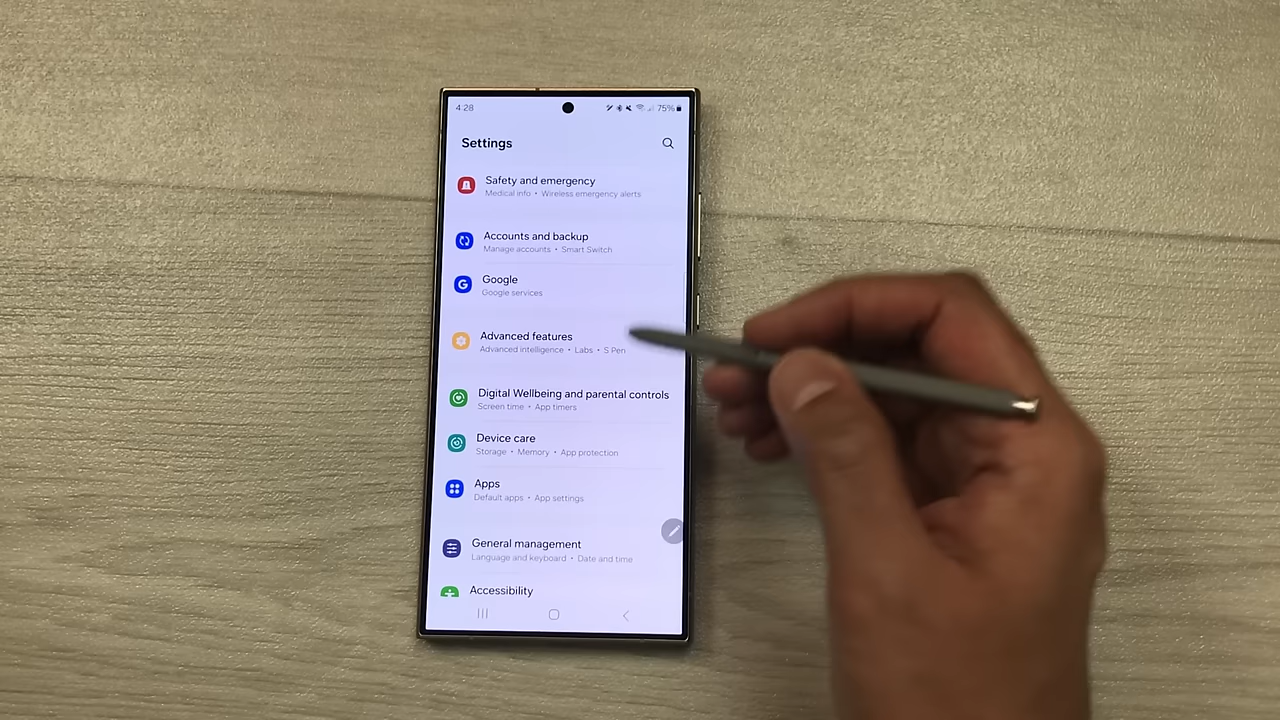 4:28
75%
Settings
Safety and emergency
Medical info • Wireless emergency alerts
Accounts and backup
Manage accounts • Smart Switch
Google
Google services
Advanced features
Advanced intelligence • Labs • S Pen
Digital Wellbeing and parental controls
Screen time • App timers
Device care
Storage • Memory • App protection
Apps
Default apps • App settings
General management
Language and keyboard • Date and time
Accessibility